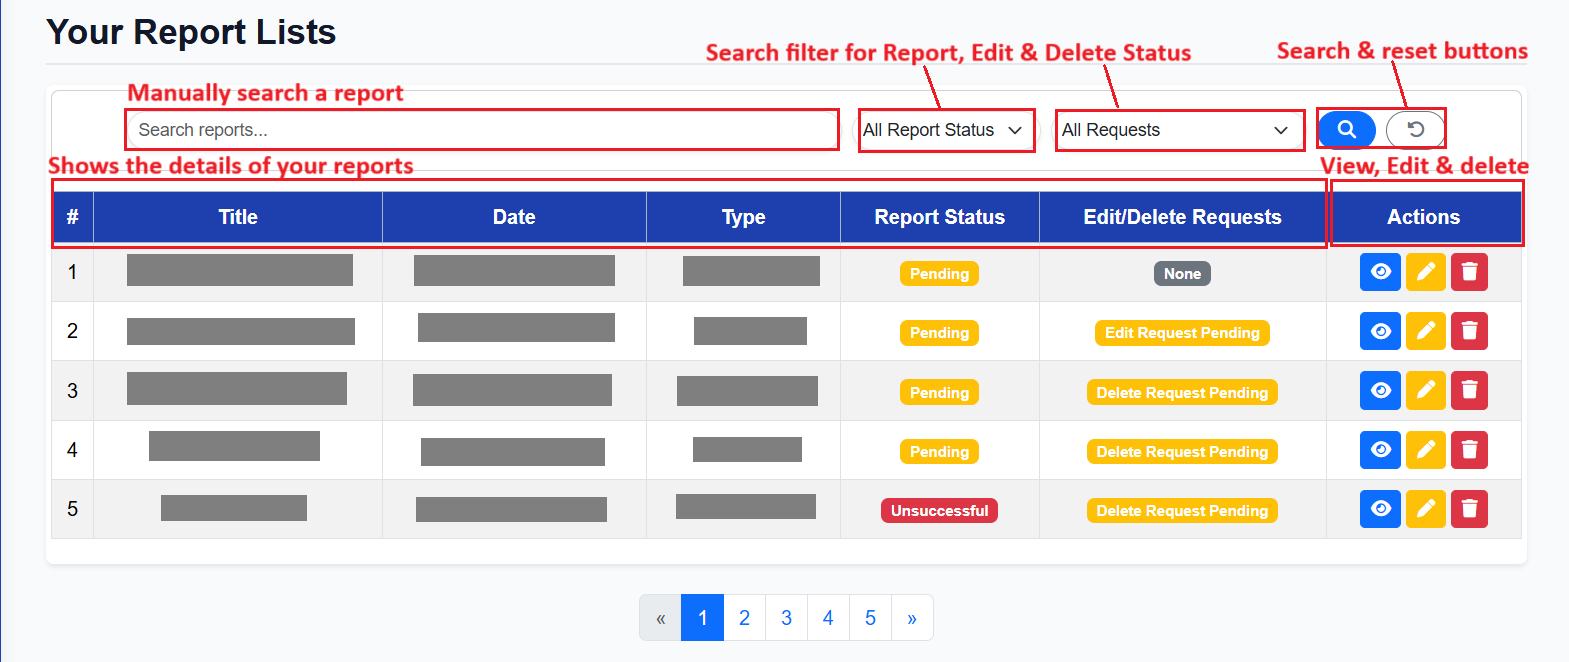 Your Report Lists
Search filter for Report, Edit & Delete Status
Search & reset buttons
Manually search a report
Search reports...
All Report Status
All Requests
Shows the details of your reports
View, Edit & delete
# Title Date Type Report Status Edit/Delete Requests Actions
1 Pending None
2 Pending Edit Request Pending
3 Pending Delete Request Pending
4 Pending Delete Request Pending
5 Unsuccessful Delete Request Pending
« 1 2 3 4 5 »